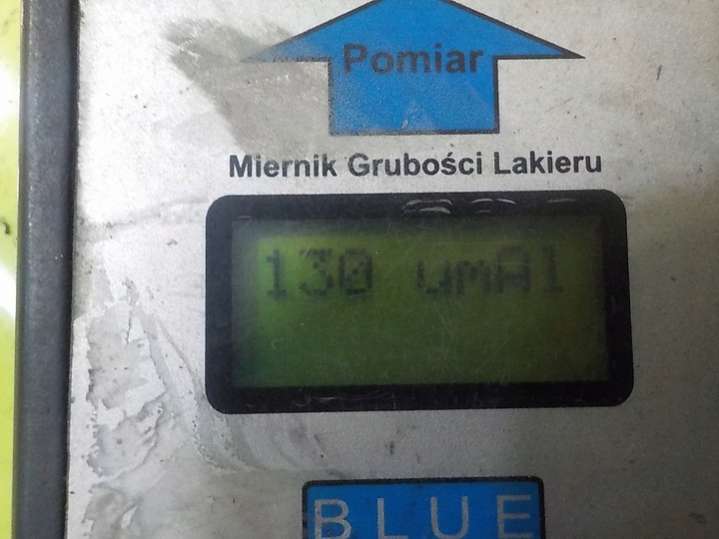 Pomiar
Miernik Grubości Lakieru
130 umAl
BLUE